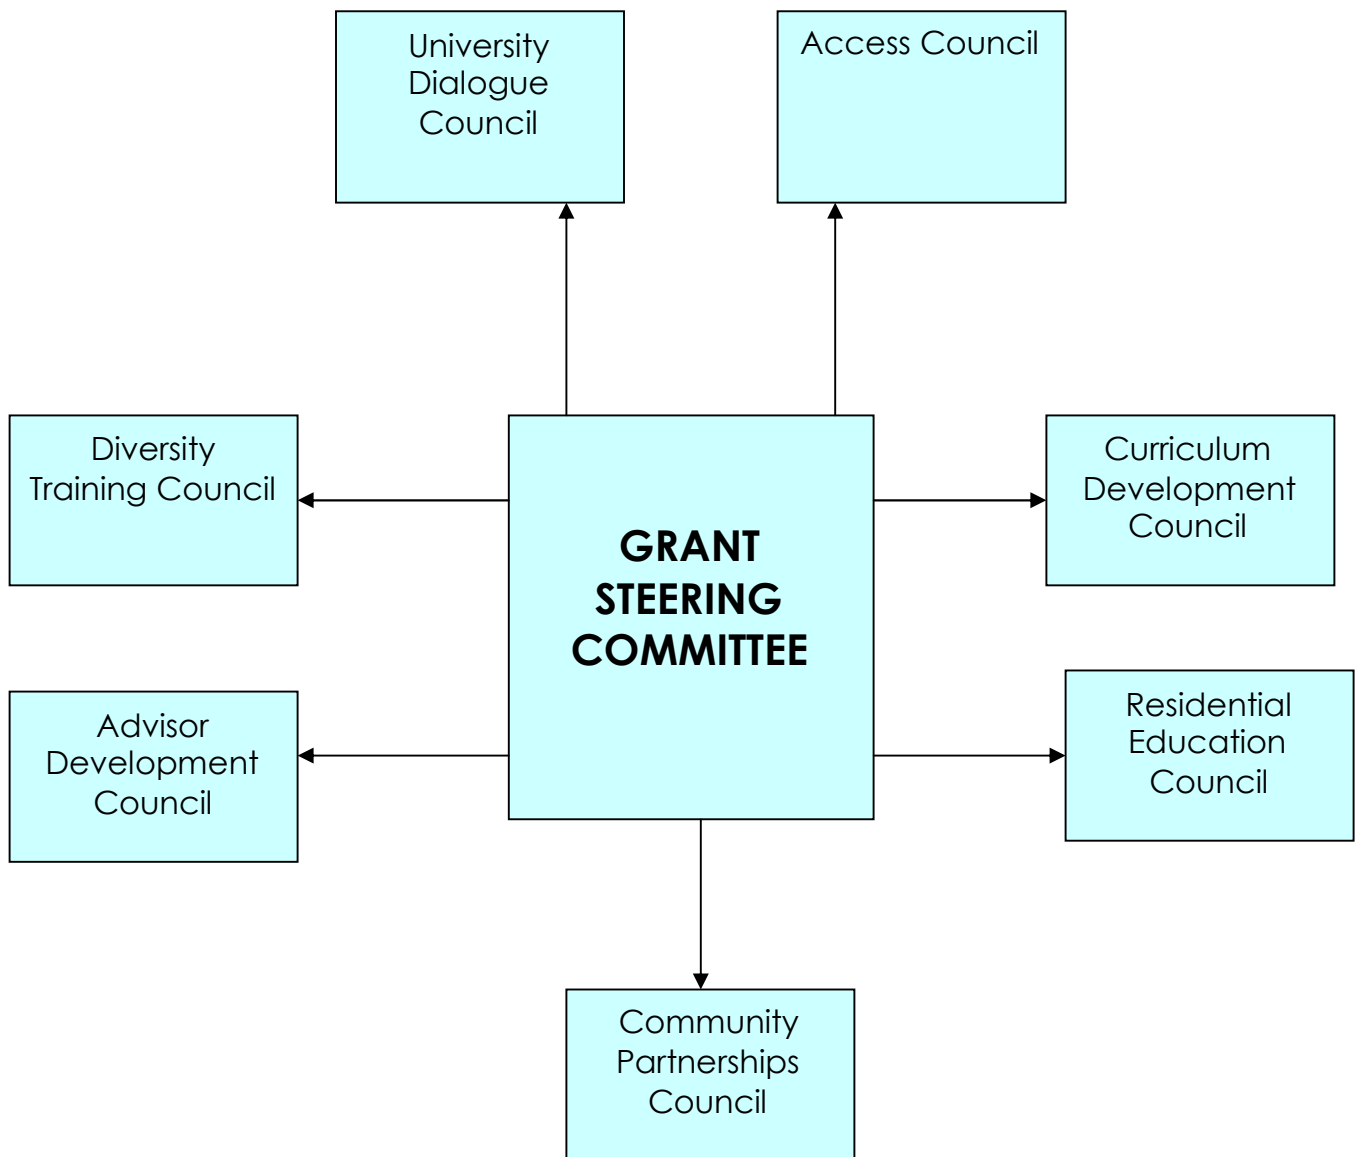 University
Dialogue
Council
Access Council
Diversity
Training Council
GRANT
STEERING
COMMITTEE
Curriculum
Development
Council
Advisor
Development
Council
Residential
Education
Council
Community
Partnerships
Council